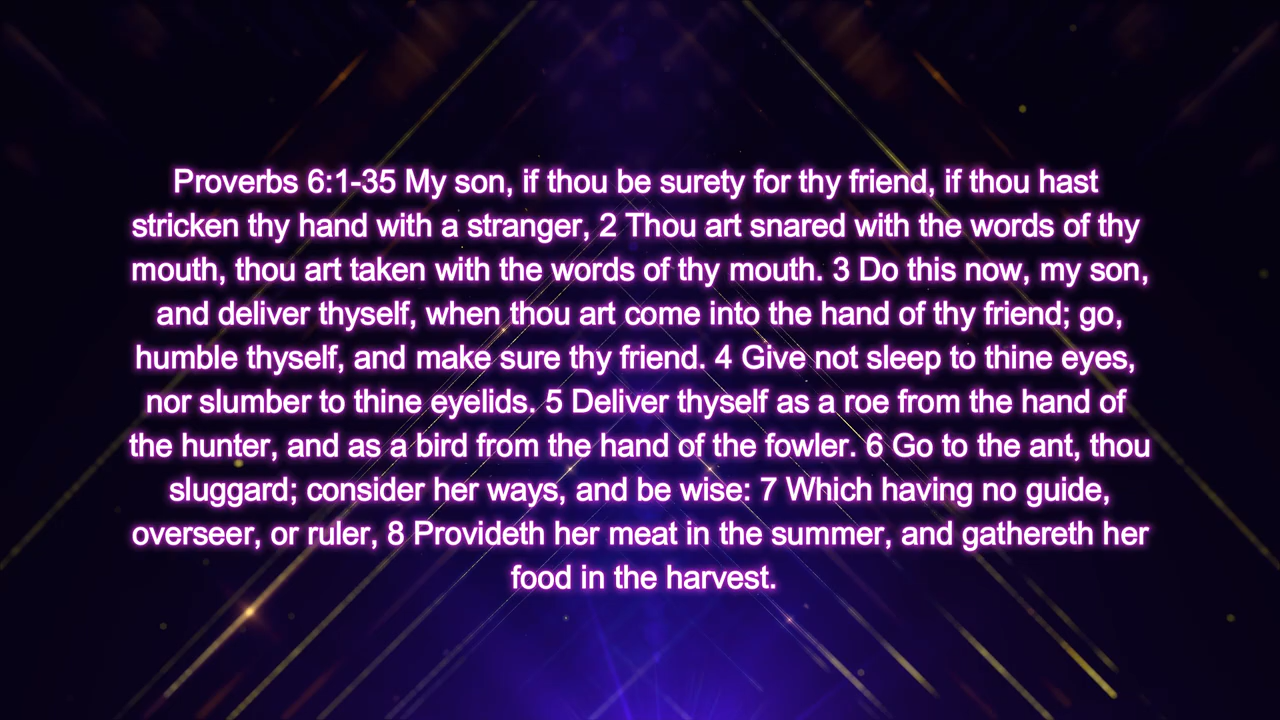 Proverbs 6:1-35 My son, if thou be surety for thy friend, if thou hast
stricken thy hand with a stranger, 2 Thou art snared with the words of thy
mouth, thou art taken with the words of thy mouth. 3 Do this now, my son,
and deliver thyself, when thou art come into the hand of thy friend; go,
humble thyself, and make sure thy friend. 4 Give not sleep to thine eyes,
nor slumber to thine eyelids. 5 Deliver thyself as a roe from the hand of
the hunter, and as a bird from the hand of the fowler. 6 Go to the ant, thou
sluggard; consider her ways, and be wise: 7 Which having no guide,
overseer, or ruler, 8 Provideth her meat in the summer, and gathereth her
food in the harvest.